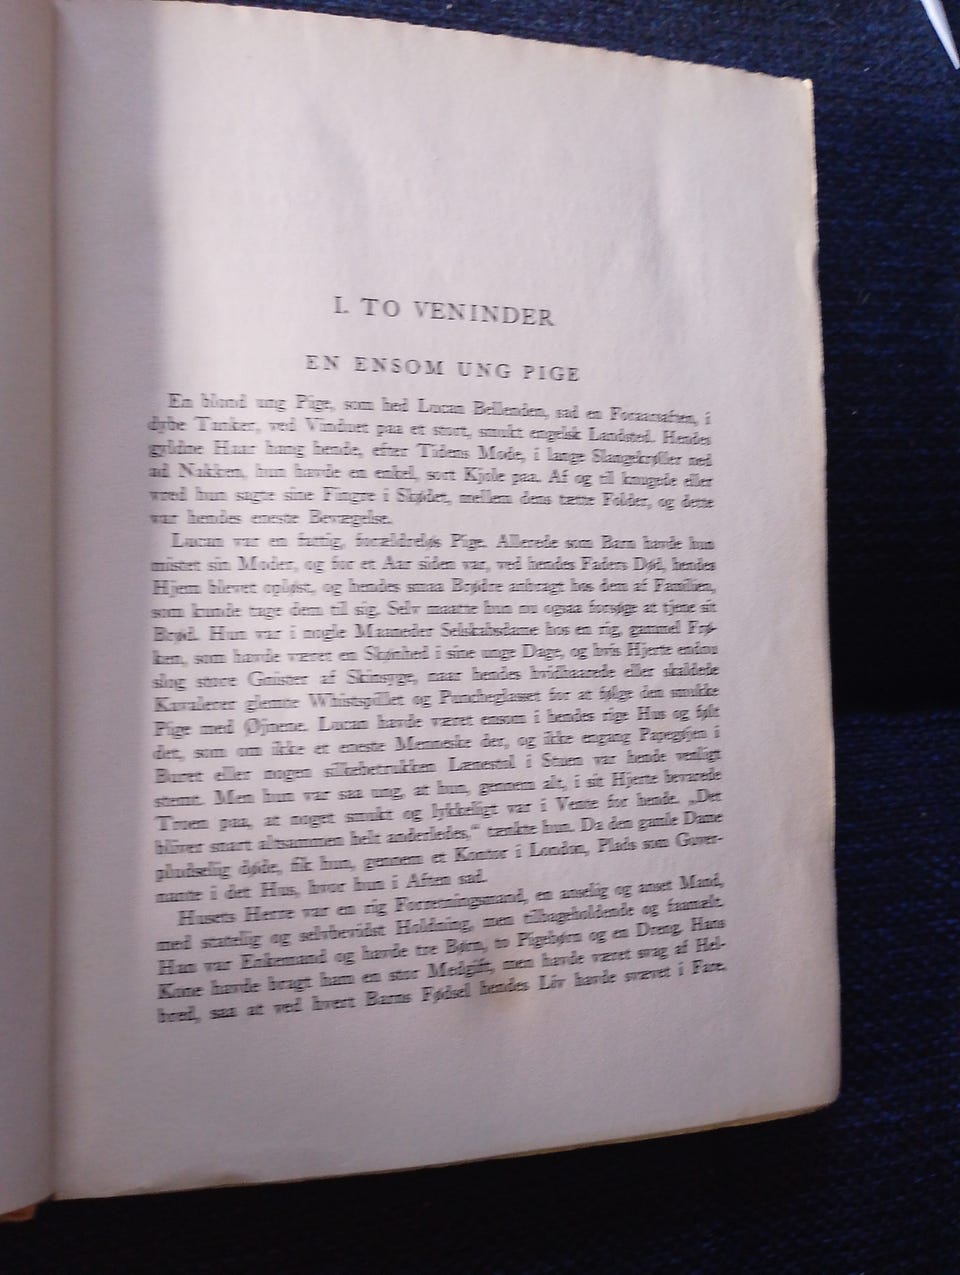 I. TO VENINDER
EN ENSOM UNG PIGE
En blond ung Pige, som hed Lucan Bellenden, sad en Foraarsaften, i
dybe Tanker, ved Vinduet paa et stort, smukt engelsk Landsted. Hendes
gyldne Haar hang hende, efter Tidens Mode, i lange Slangekrøller ned
ad Nakken, hun havde en enkel, sort Kjole paa. Af og til knugede eller
vred hun sagte sine Fingre i Skødet, mellem dens tætte Folder, og dette
var hendes eneste Bevægelse.
Lucan var en fattig, forældreløs Pige. Allerede som Barn havde hun
mistet sin Moder, og for et Aar siden var, ved hendes Faders Død, hendes
Hjem blevet opløst, og hendes smaa Brødre anbragt hos dem af Familien,
som kunde tage dem til sig. Selv maatte hun nu ogsaa forsøge at tjene sit
Brød. Hun var i nogle Maaneder Selskabsdame hos en rig, gammel Frø-
ken, som havde været en Skønhed i sine unge Dage, og hvis Hjerte endnu
slog store Gnister af Skinsyge, naar hendes hvidhaarede eller skaldede
Kavalerer glemte Whistspillet og Puncheglasset for at følge den smukke
Pige med Øjnene. Lucan havde været ensom i hendes rige Hus og følt
det, som om ikke et eneste Menneske der, og ikke engang Papegøjen i
Buret eller nogen silkebetrukken Lænestol i Stuen var hende venligt
stemt. Men hun var saa ung, at hun, gennem alt, i sit Hjerte bevarede
Troen paa, at noget smukt og lykkeligt var i Vente for hende. „Det
bliver snart altsammen helt anderledes,“ tænkte hun. Da den gamle Dame
pludselig døde, fik hun, gennem et Kontor i London, Plads som Guver-
nante i det Hus, hvor hun i Aften sad.
Husets Herre var en rig Forretningsmand, en anselig og anset Mand,
med statelig og selvbevidst Holdning, men tilbageholdende og faamælt.
Han var Enkemand og havde tre Børn, to Pigebørn og en Dreng. Hans
Kone havde bragt ham en stor Medgift, men havde været svag af Hel-
bred, saa at ved hvert Barns Fødsel hendes Liv havde svævet i Fare.